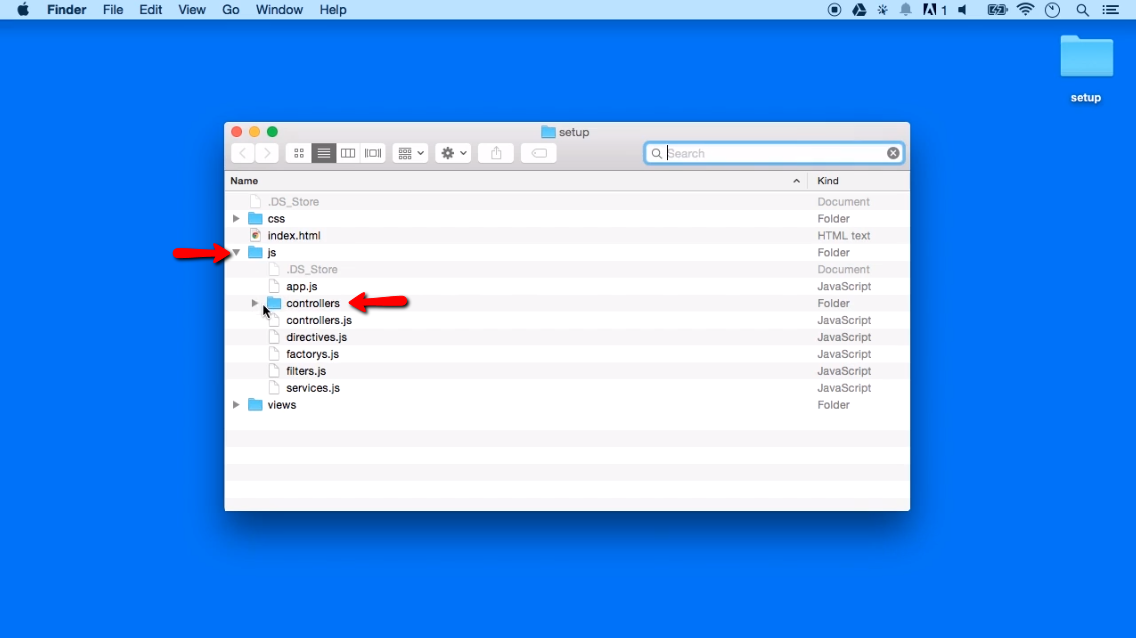 Finder File Edit View Go Window Help 1
setup
setup
Search
Name Kind
.DS_Store Document
css Folder
index.html HTML text
js Folder
.DS_Store Document
app.js JavaScript
controllers Folder
controllers.js JavaScript
directives.js JavaScript
factorys.js JavaScript
filters.js JavaScript
services.js JavaScript
views Folder